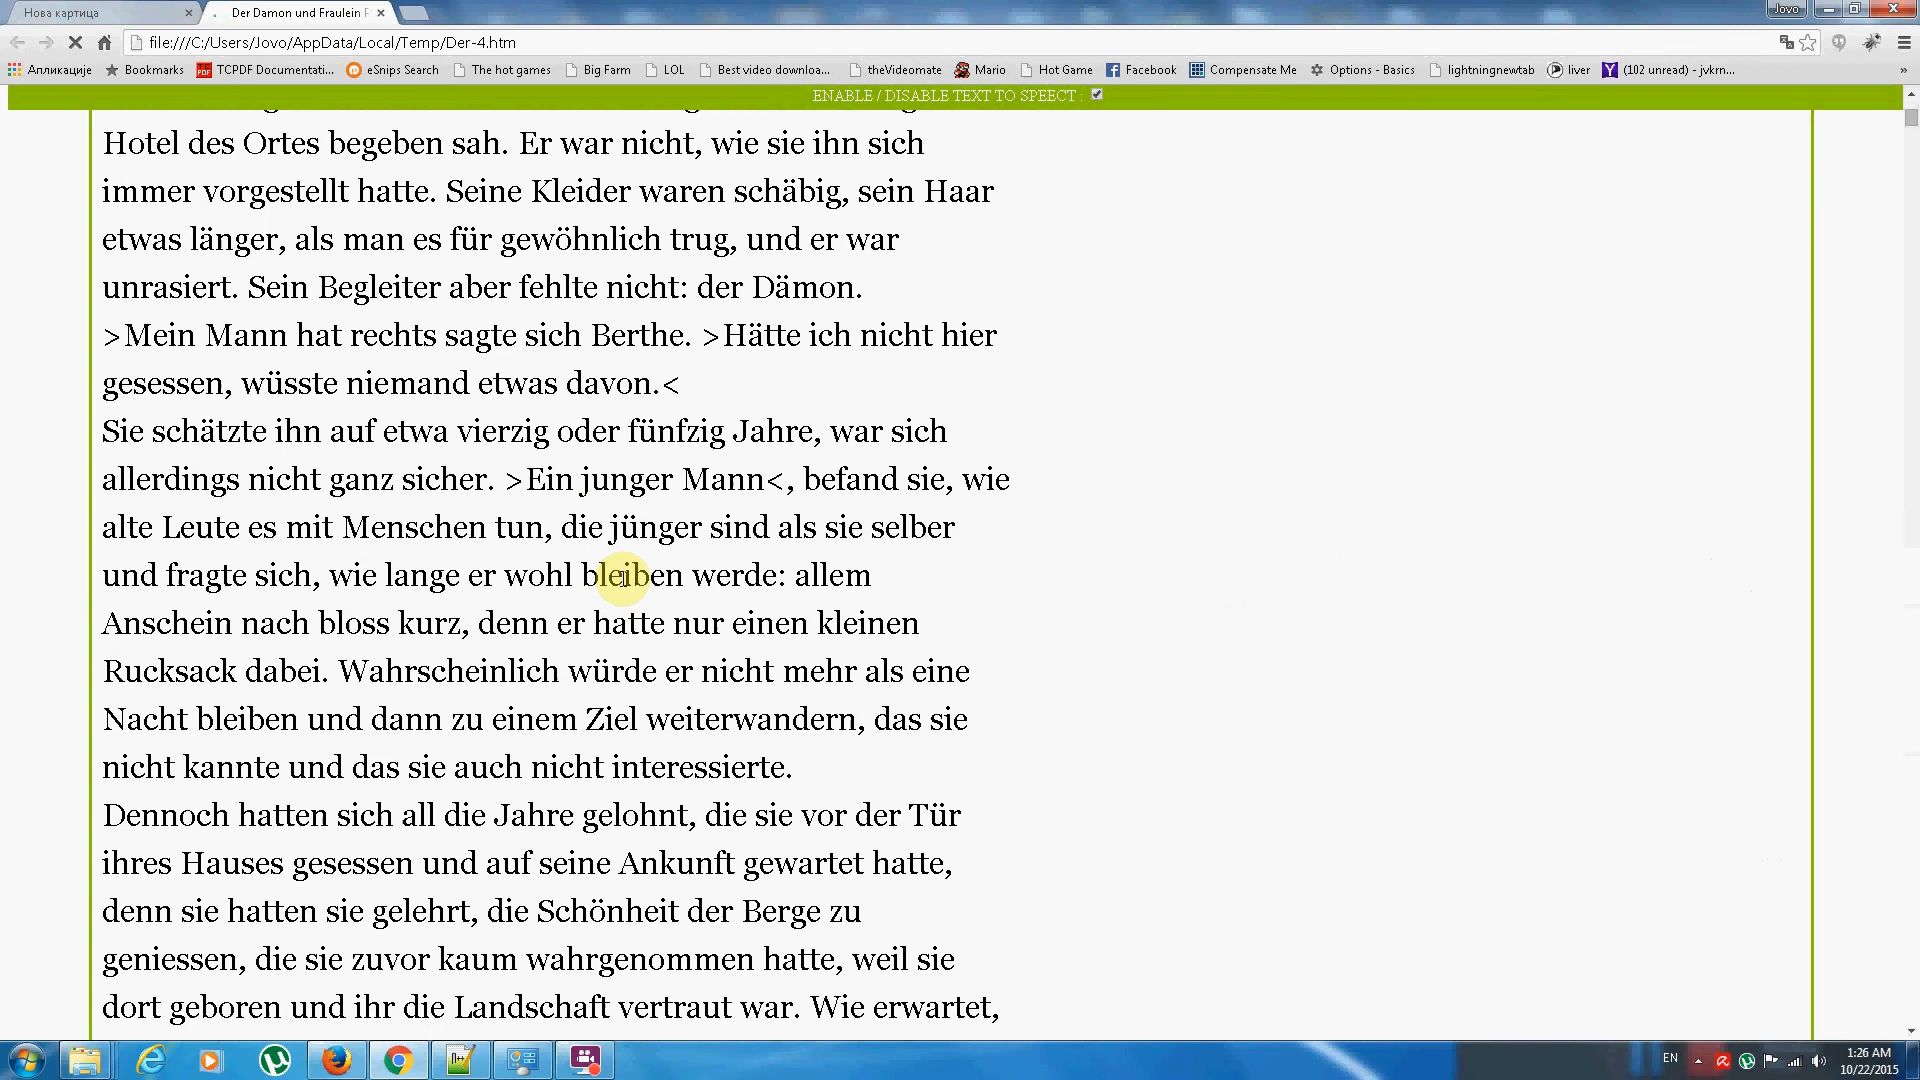 Нова картица
Der Damon und Fraulein
Jovo
file:///C:/Users/Jovo/AppData/Local/Temp/Der-4.htm
Апликације Bookmarks TCPDF Documentati... eSnips Search The hot games Big Farm LOL Best video downloa... theVideomate Mario Hot Game Facebook Compensate Me Options - Basics lightningnewtab liver (102 unread) - jvkrn... »
ENABLE / DISABLE TEXT TO SPEECT :
Hotel des Ortes begeben sah. Er war nicht, wie sie ihn sich
immer vorgestellt hatte. Seine Kleider waren schäbig, sein Haar
etwas länger, als man es für gewöhnlich trug, und er war
unrasiert. Sein Begleiter aber fehlte nicht: der Dämon.
>Mein Mann hat rechts sagte sich Berthe. >Hätte ich nicht hier
gesessen, wüsste niemand etwas davon.<
Sie schätzte ihn auf etwa vierzig oder fünfzig Jahre, war sich
allerdings nicht ganz sicher. >Ein junger Mann<, befand sie, wie
alte Leute es mit Menschen tun, die jünger sind als sie selber
und fragte sich, wie lange er wohl bleiben werde: allem
Anschein nach bloss kurz, denn er hatte nur einen kleinen
Rucksack dabei. Wahrscheinlich würde er nicht mehr als eine
Nacht bleiben und dann zu einem Ziel weiterwandern, das sie
nicht kannte und das sie auch nicht interessierte.
Dennoch hatten sich all die Jahre gelohnt, die sie vor der Tür
ihres Hauses gesessen und auf seine Ankunft gewartet hatte,
denn sie hatten sie gelehrt, die Schönheit der Berge zu
geniessen, die sie zuvor kaum wahrgenommen hatte, weil sie
dort geboren und ihr die Landschaft vertraut war. Wie erwartet,
EN
1:26 AM
10/22/2015